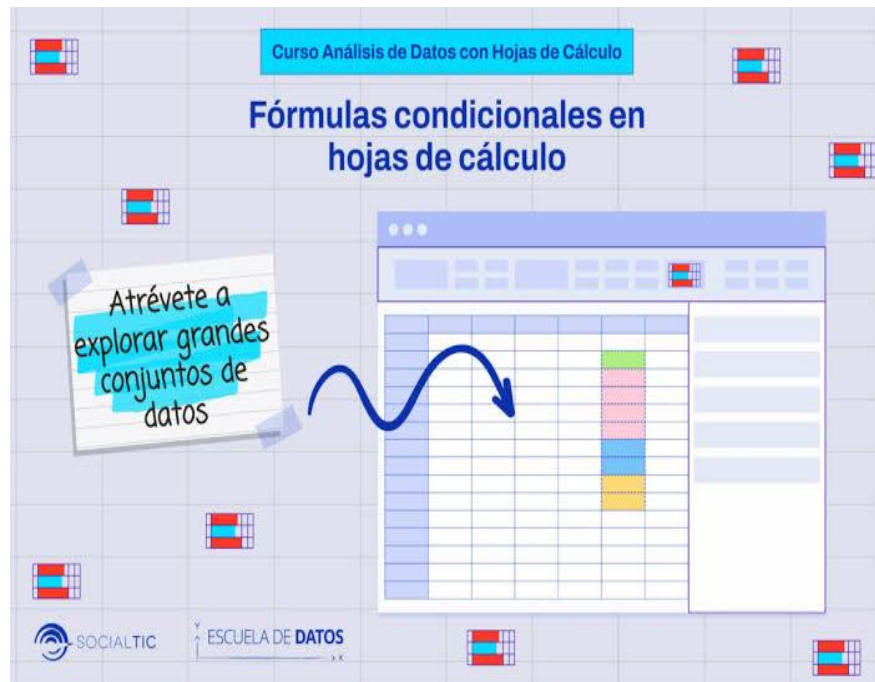 Curso Análisis de Datos con Hojas de Cálculo
Fórmulas condicionales en
hojas de cálculo
Atrévete a
explorar grandes
conjuntos de
datos
SOCIALTIC
Y
ESCUELA DE DATOS
X